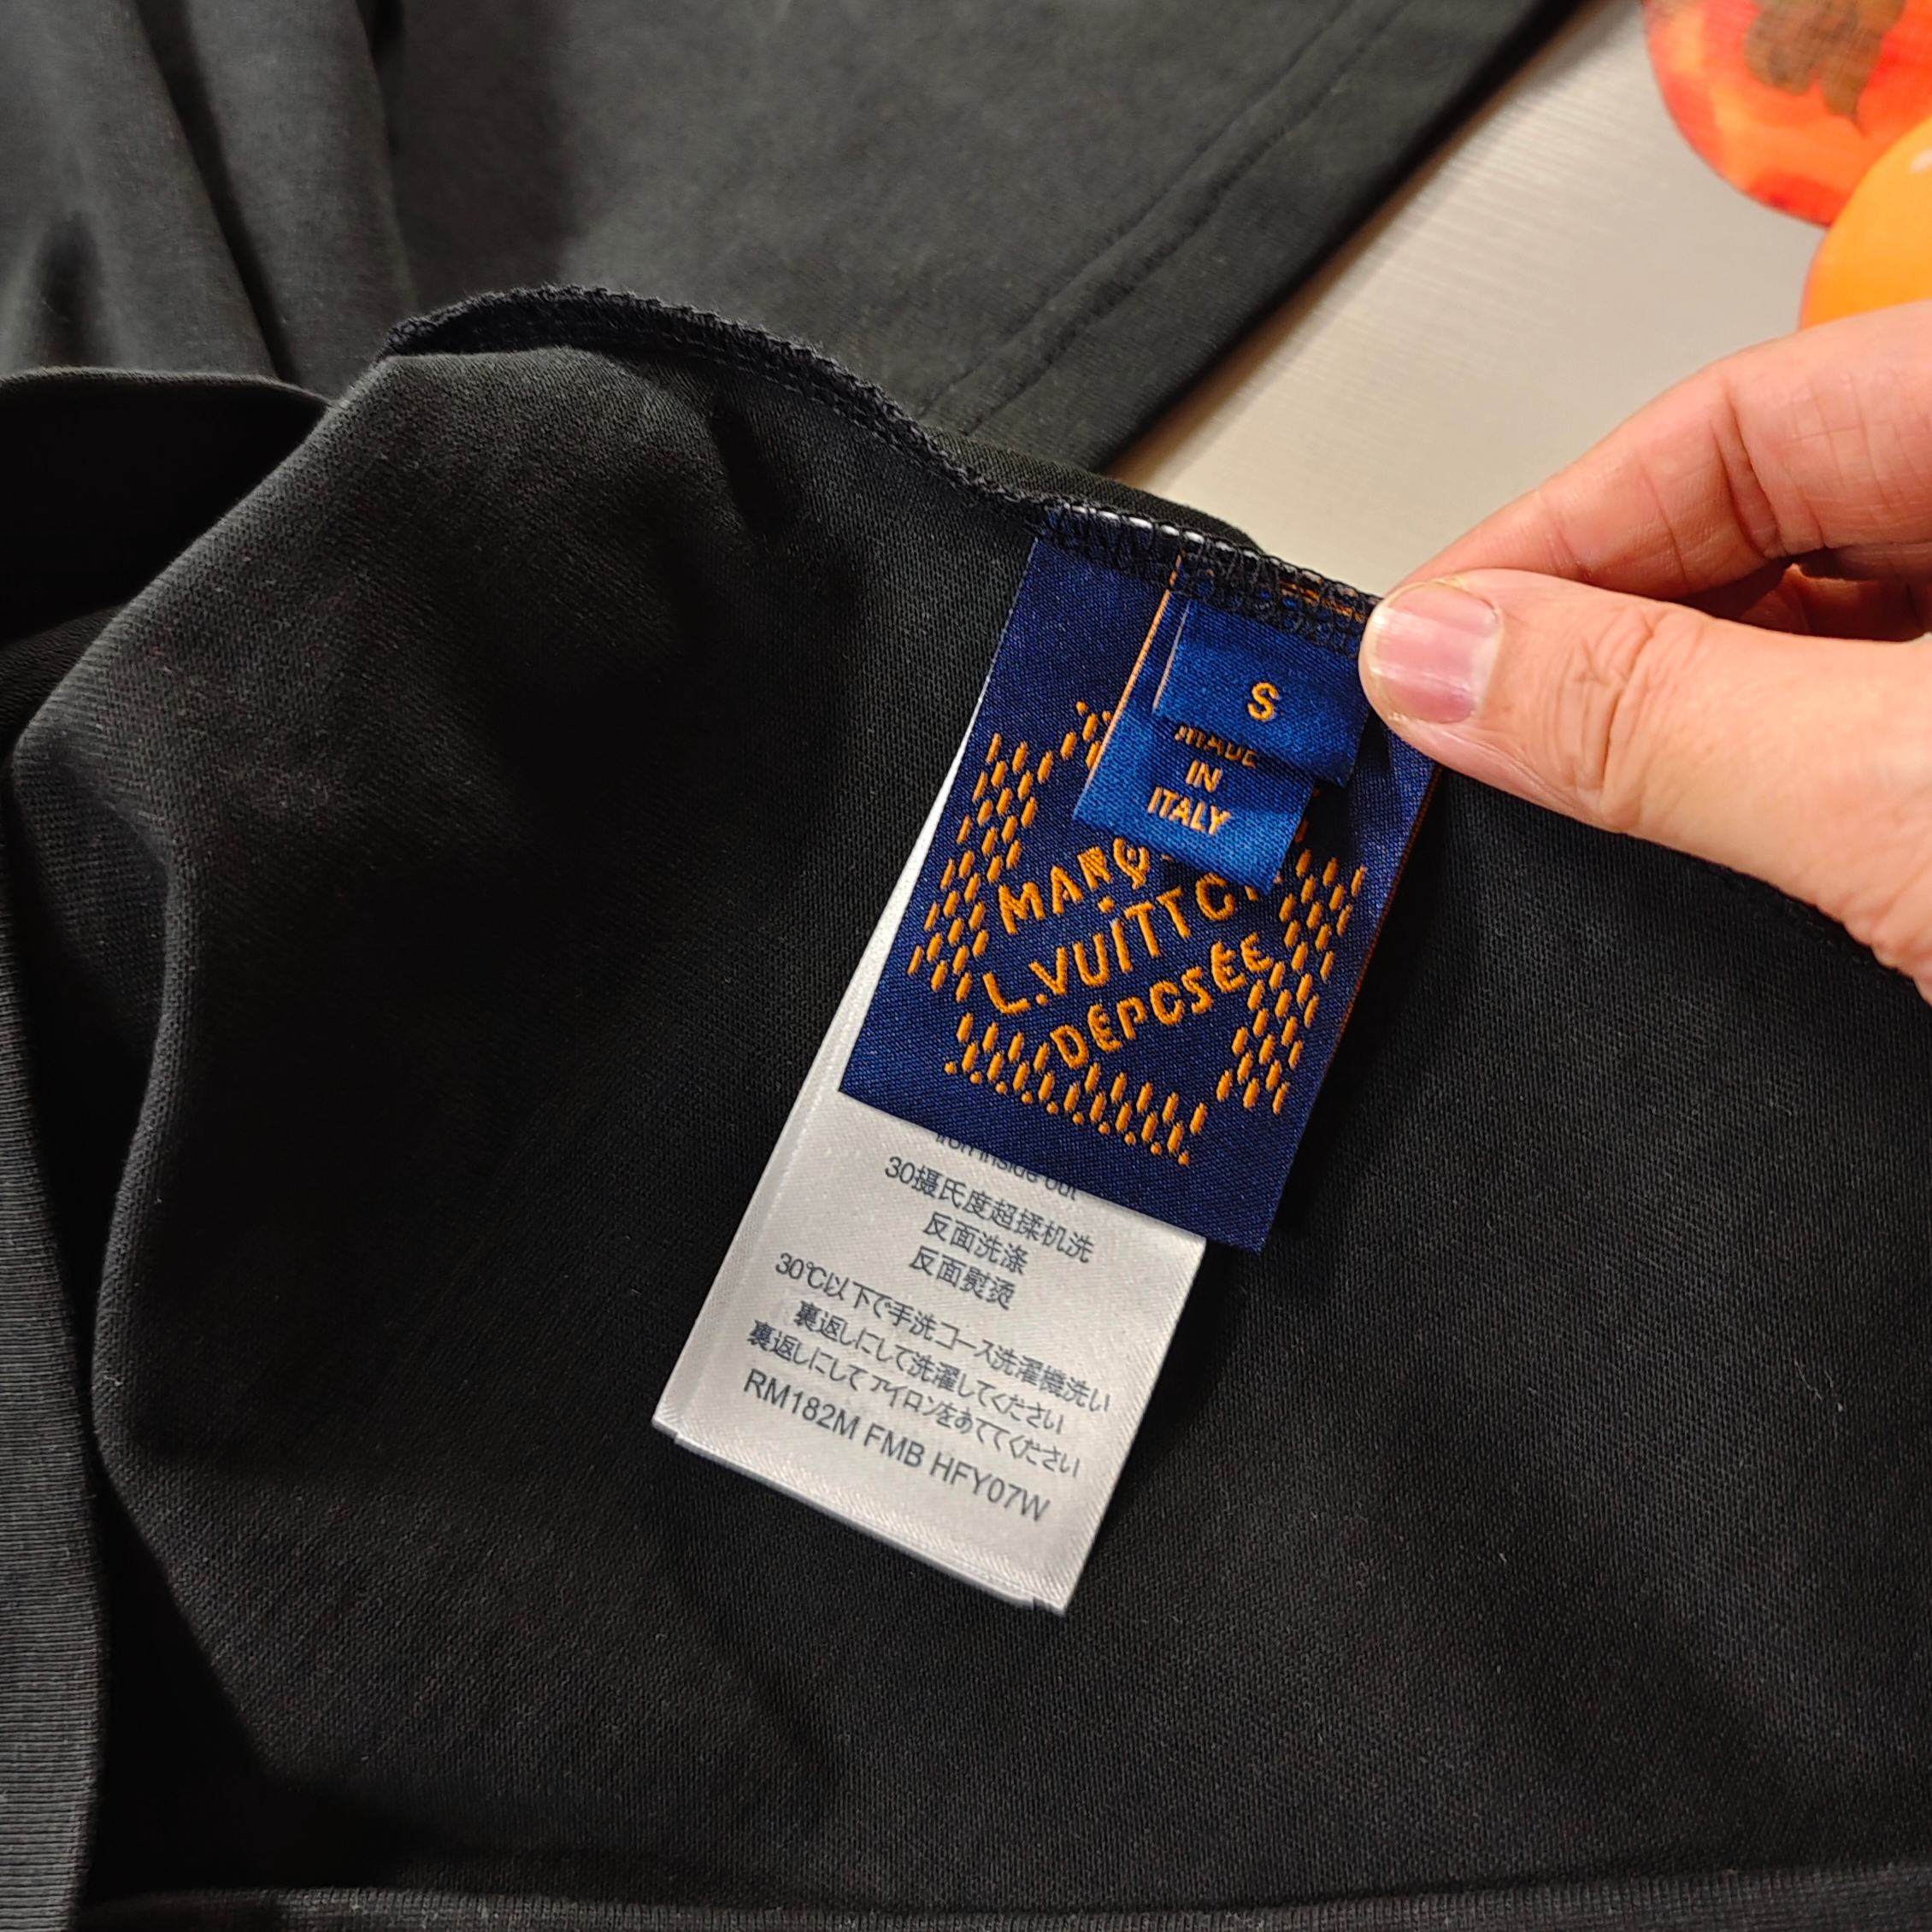 S
MADE
IN
ITALY
L.VUITTON
DÉPOSÉE
iron inside out
30摄氏度超揉机洗
反面洗涤
反面熨烫
30℃以下で手洗コース洗濯機洗い
裏返しにして洗濯してください
裏返しにしてアイロンをあててください
RM182M FMB HFY07W